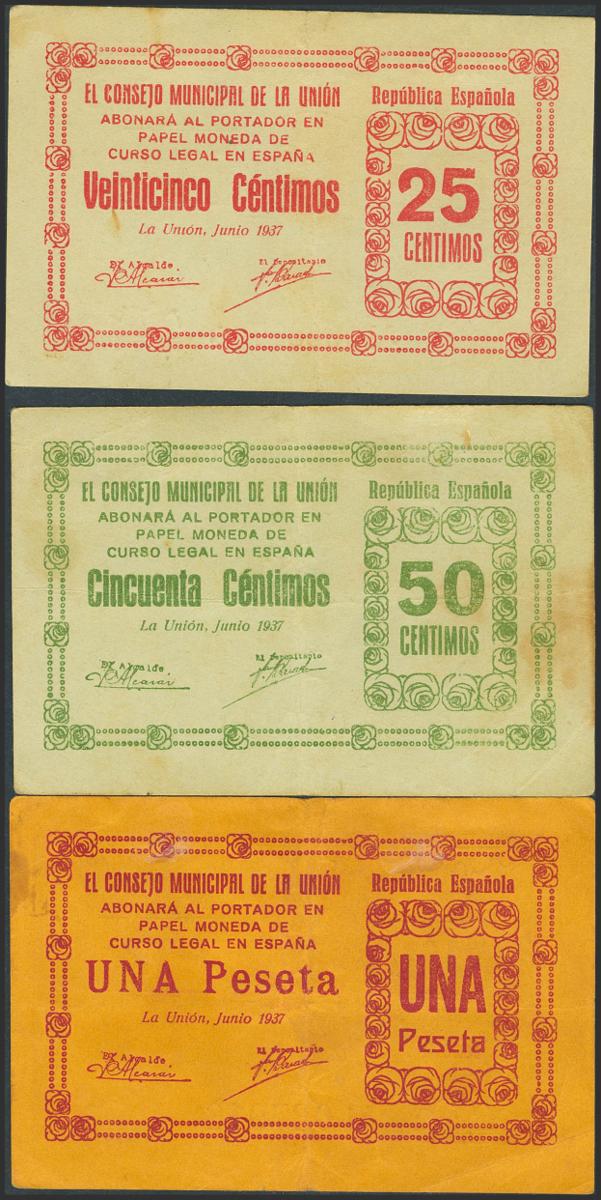 EL CONSEJO MUNICIPAL DE LA UNIÓN
ABONARÁ AL PORTADOR EN
PAPEL MONEDA DE
CURSO LEGAL EN ESPAÑA
Veinticinco Céntimos
La Unión, Junio 1937
El Alcalde
El Depositario
República Española
25
CENTIMOS
EL CONSEJO MUNICIPAL DE LA UNIÓN
ABONARÁ AL PORTADOR EN
PAPEL MONEDA DE
CURSO LEGAL EN ESPAÑA
Cincuenta Céntimos
La Unión, Junio 1937
El Alcalde
El Depositario
República Española
50
CENTIMOS
EL CONSEJO MUNICIPAL DE LA UNIÓN
ABONARÁ AL PORTADOR EN
PAPEL MONEDA DE
CURSO LEGAL EN ESPAÑA
UNA Peseta
La Unión, Junio 1937
El Alcalde
El Depositario
República Española
UNA
Peseta